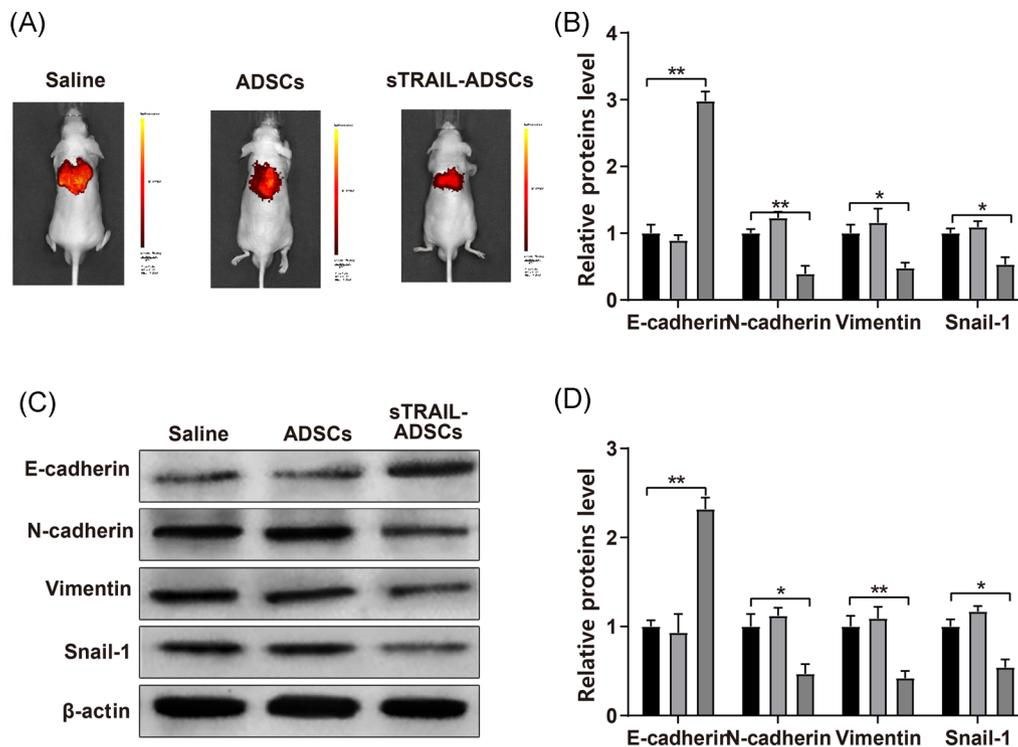 (A)
Saline
ADSCs
sTRAIL-ADSCs
(B)
Relative proteins level
4
3
2
1
0
**
**
*
*
E-cadherin
N-cadherin
Vimentin
Snail-1
(C)
Saline
ADSCs
sTRAIL-
ADSCs
E-cadherin
N-cadherin
Vimentin
Snail-1
β-actin
(D)
Relative proteins level
3
2
1
0
**
*
**
*
E-cadherin
N-cadherin
Vimentin
Snail-1